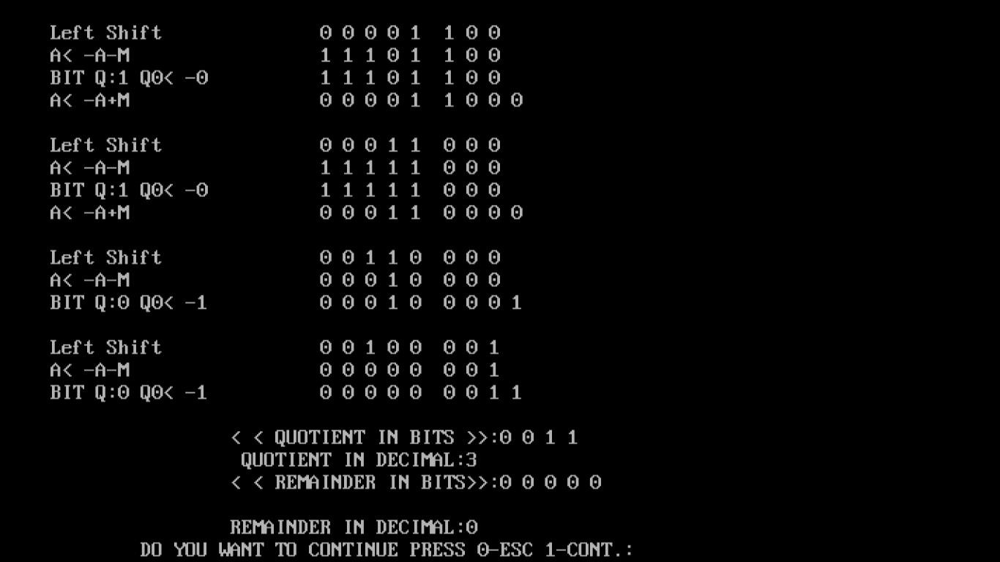 Left Shift 0 0 0 0 1 1 0 0
A< -A-M 1 1 1 0 1 1 0 0
BIT Q:1 Q0< -0 1 1 1 0 1 1 0 0
A< -A+M 0 0 0 0 1 1 0 0 0
Left Shift 0 0 0 1 1 0 0 0
A< -A-M 1 1 1 1 1 0 0 0
BIT Q:1 Q0< -0 1 1 1 1 1 0 0 0
A< -A+M 0 0 0 1 1 0 0 0 0
Left Shift 0 0 1 1 0 0 0 0
A< -A-M 0 0 0 1 0 0 0 0
BIT Q:0 Q0< -1 0 0 0 1 0 0 0 0 1
Left Shift 0 0 1 0 0 0 0 1
A< -A-M 0 0 0 0 0 0 0 1
BIT Q:0 Q0< -1 0 0 0 0 0 0 0 1 1
< < QUOTIENT IN BITS >>:0 0 1 1
QUOTIENT IN DECIMAL:3
< < REMAINDER IN BITS>>:0 0 0 0 0
REMAINDER IN DECIMAL:0
DO YOU WANT TO CONTINUE PRESS 0-ESC 1-CONT.: